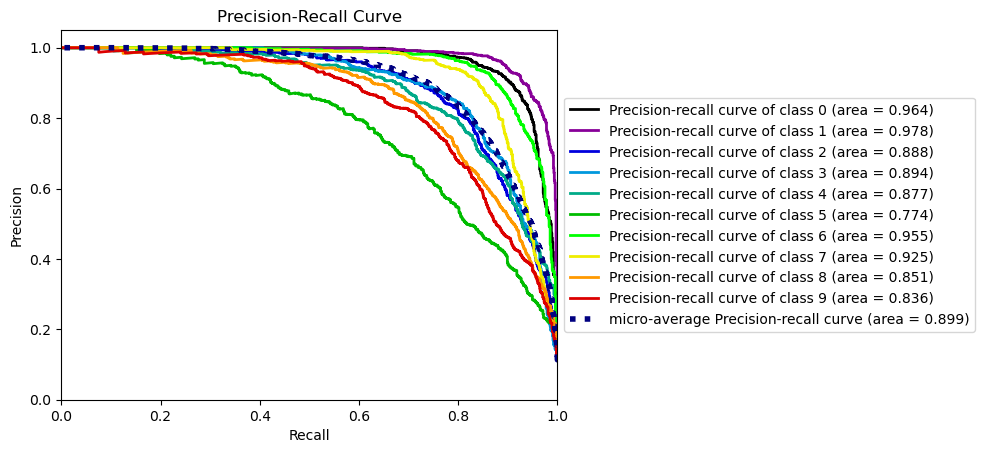 Precision-Recall Curve
1.0
0.8
0.6
0.4
0.2
0.0
Precision
0.0 0.2 0.4 0.6 0.8 1.0
Recall
Precision-recall curve of class 0 (area = 0.964)
Precision-recall curve of class 1 (area = 0.978)
Precision-recall curve of class 2 (area = 0.888)
Precision-recall curve of class 3 (area = 0.894)
Precision-recall curve of class 4 (area = 0.877)
Precision-recall curve of class 5 (area = 0.774)
Precision-recall curve of class 6 (area = 0.955)
Precision-recall curve of class 7 (area = 0.925)
Precision-recall curve of class 8 (area = 0.851)
Precision-recall curve of class 9 (area = 0.836)
micro-average Precision-recall curve (area = 0.899)